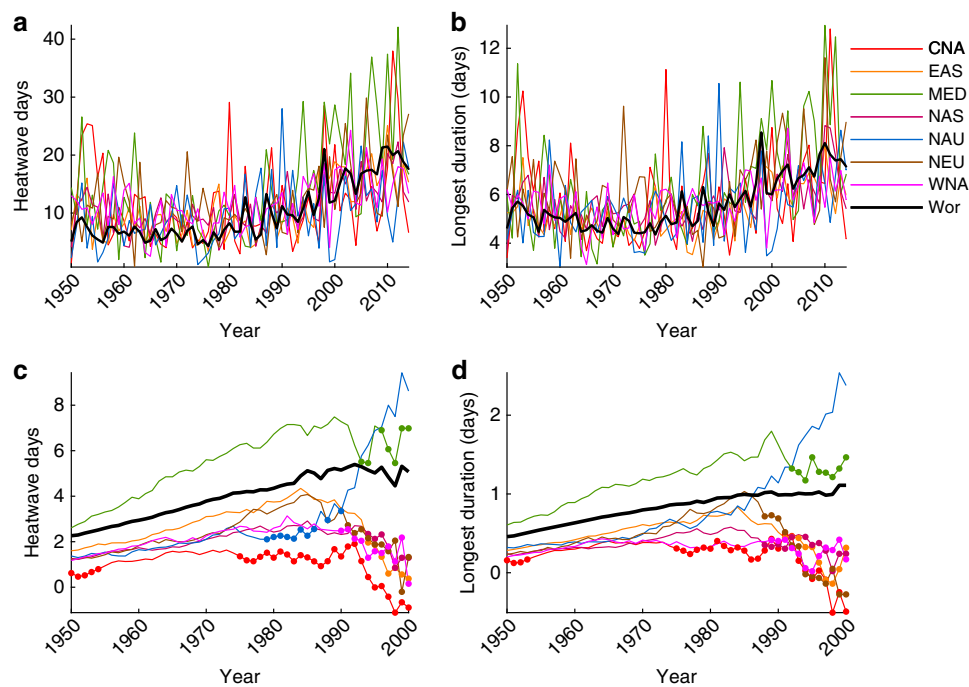 a
Heatwave days
40
30
20
10
1950
1960
1970
1980
1990
2000
2010
Year
b
Longest duration (days)
12
10
8
6
4
1950
1960
1970
1980
1990
2000
2010
Year
CNA
EAS
MED
NAS
NAU
NEU
WNA
Wor
c
Heatwave days
8
6
4
2
0
1950
1960
1970
1980
1990
2000
Year
d
Longest duration (days)
2
1
0
1950
1960
1970
1980
1990
2000
Year